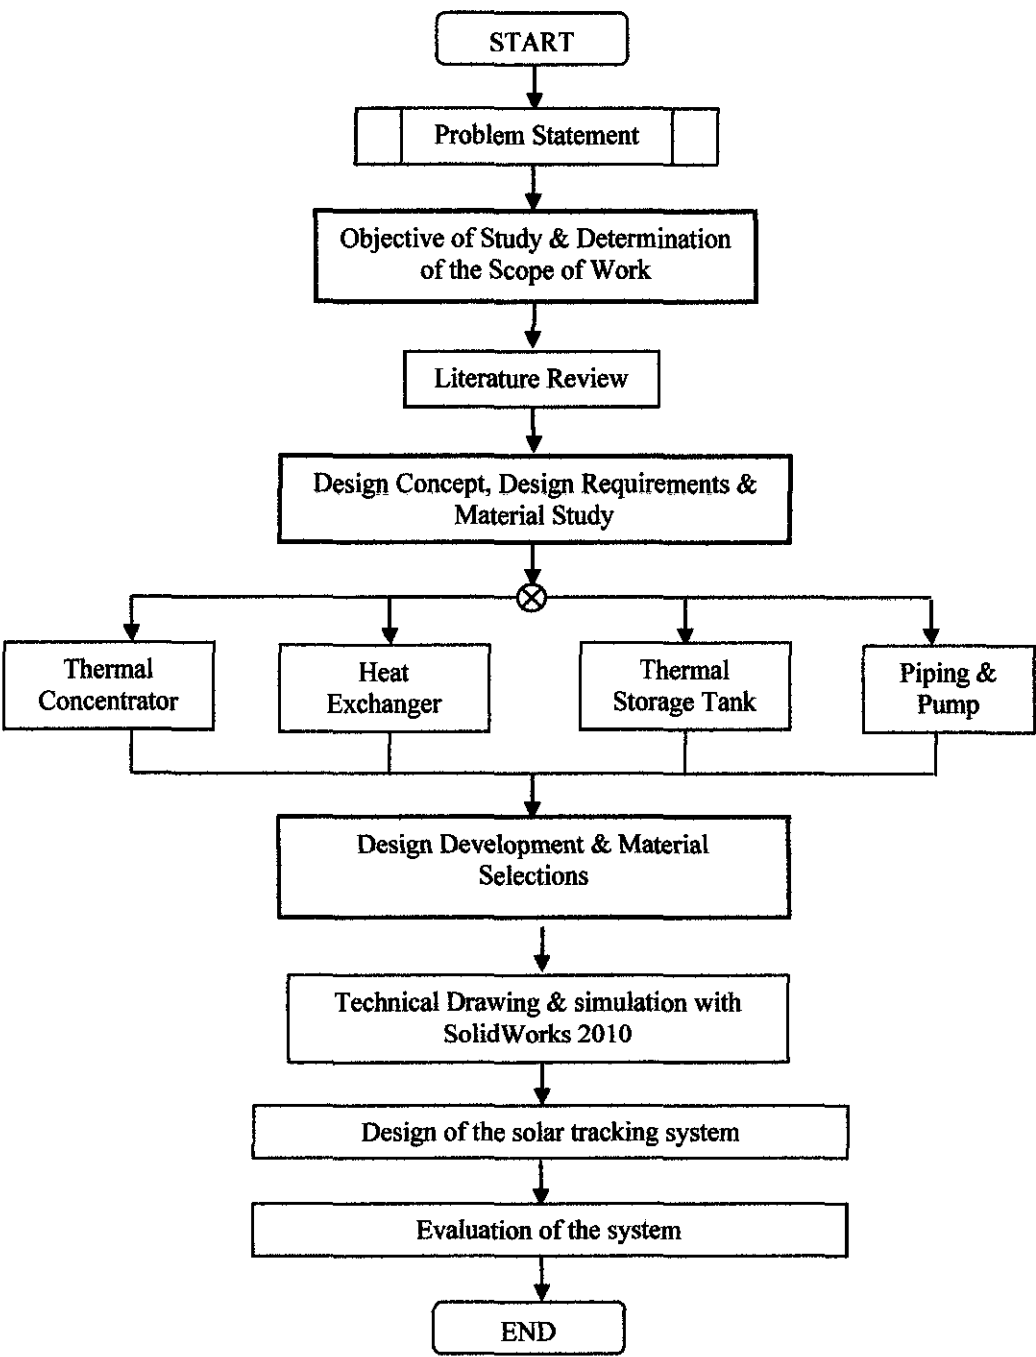 START
Problem Statement
Objective of Study & Determination
of the Scope of Work
Literature Review
Design Concept, Design Requirements &
Material Study
Thermal
Concentrator
Heat
Exchanger
Thermal
Storage Tank
Piping &
Pump
Design Development & Material
Selections
Technical Drawing & simulation with
SolidWorks 2010
Design of the solar tracking system
Evaluation of the system
END